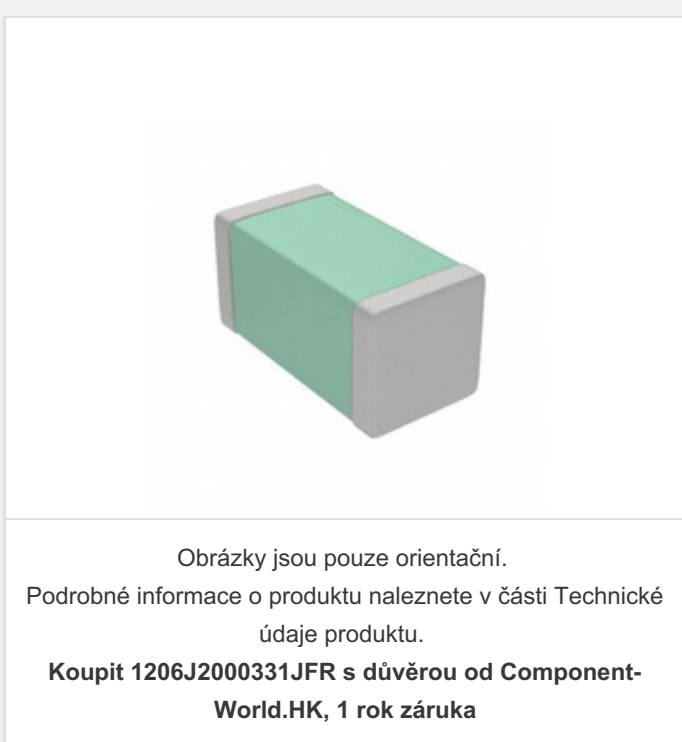 Obrázky jsou pouze orientační.
Podrobné informace o produktu naleznete v části Technické
údaje produktu.
Koupit 1206J2000331JFR s důvěrou od Component-
World.HK, 1 rok záruka